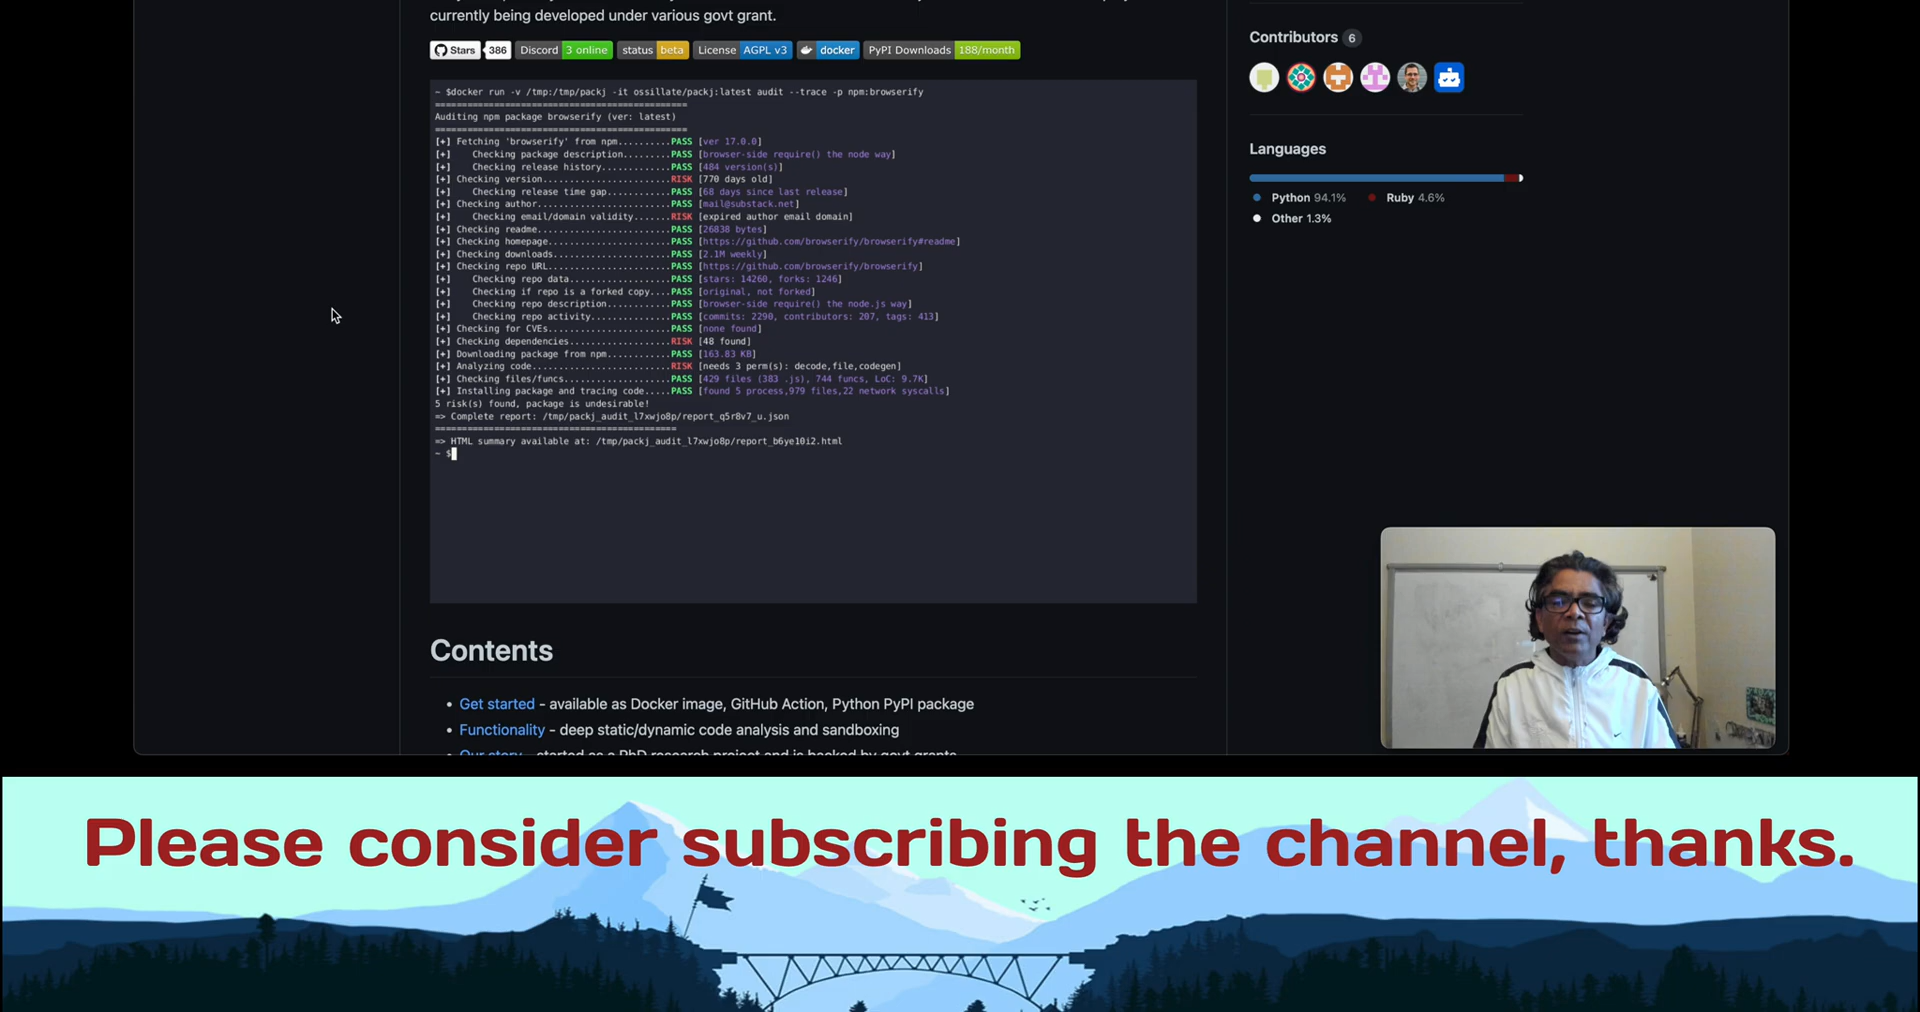 currently being developed under various govt grant.
Stars 386 Discord 3 online status beta License AGPL v3 docker PyPI Downloads 188/month
~ $docker run -v /tmp:/tmp/packj -it ossillate/packj:latest audit --trace -p npm:browserify
===============================================
Auditing npm package browserify (ver: latest)
===============================================
[+] Fetching 'browserify' from npm..........PASS [ver 17.0.0]
[+]    Checking package description.........PASS [browser-side require() the node way]
[+]    Checking release history.............PASS [484 version(s)]
[+] Checking version........................RISK [770 days old]
[+]    Checking release time gap............PASS [68 days since last release]
[+] Checking author.........................PASS [mail@substack.net]
[+]    Checking email/domain validity.......RISK [expired author email domain]
[+] Checking readme.........................PASS [26838 bytes]
[+] Checking homepage.......................PASS [https://github.com/browserify/browserify#readme]
[+] Checking downloads......................PASS [2.1M weekly]
[+] Checking repo URL.......................PASS [https://github.com/browserify/browserify]
[+]    Checking repo data...................PASS [stars: 14260, forks: 1246]
[+]    Checking if repo is a forked copy....PASS [original, not forked]
[+]    Checking repo description............PASS [browser-side require() the node.js way]
[+]    Checking repo activity...............PASS [commits: 2290, contributors: 207, tags: 413]
[+] Checking for CVEs.......................PASS [none found]
[+] Checking dependencies...................RISK [48 found]
[+] Downloading package from npm............PASS [163.83 KB]
[+] Analyzing code..........................RISK [needs 3 perm(s): decode,file,codegen]
[+] Checking files/funcs....................PASS [429 files (383 .js), 744 funcs, LoC: 9.7K]
[+] Installing package and tracing code.....PASS [found 5 process,979 files,22 network syscalls]
5 risk(s) found, package is undesirable!
=> Complete report: /tmp/packj_audit_l7xwjo8p/report_q5r8v7_u.json
=============================================
=> HTML summary available at: /tmp/packj_audit_l7xwjo8p/report_b6ye10i2.html
~ $
Contents
• Get started - available as Docker image, GitHub Action, Python PyPI package
• Functionality - deep static/dynamic code analysis and sandboxing
• Our story - started as a PhD research project and is backed by govt grants
Contributors 6
Languages
Python 94.1% Ruby 4.6%
Other 1.3%
Please consider subscribing the channel, thanks.